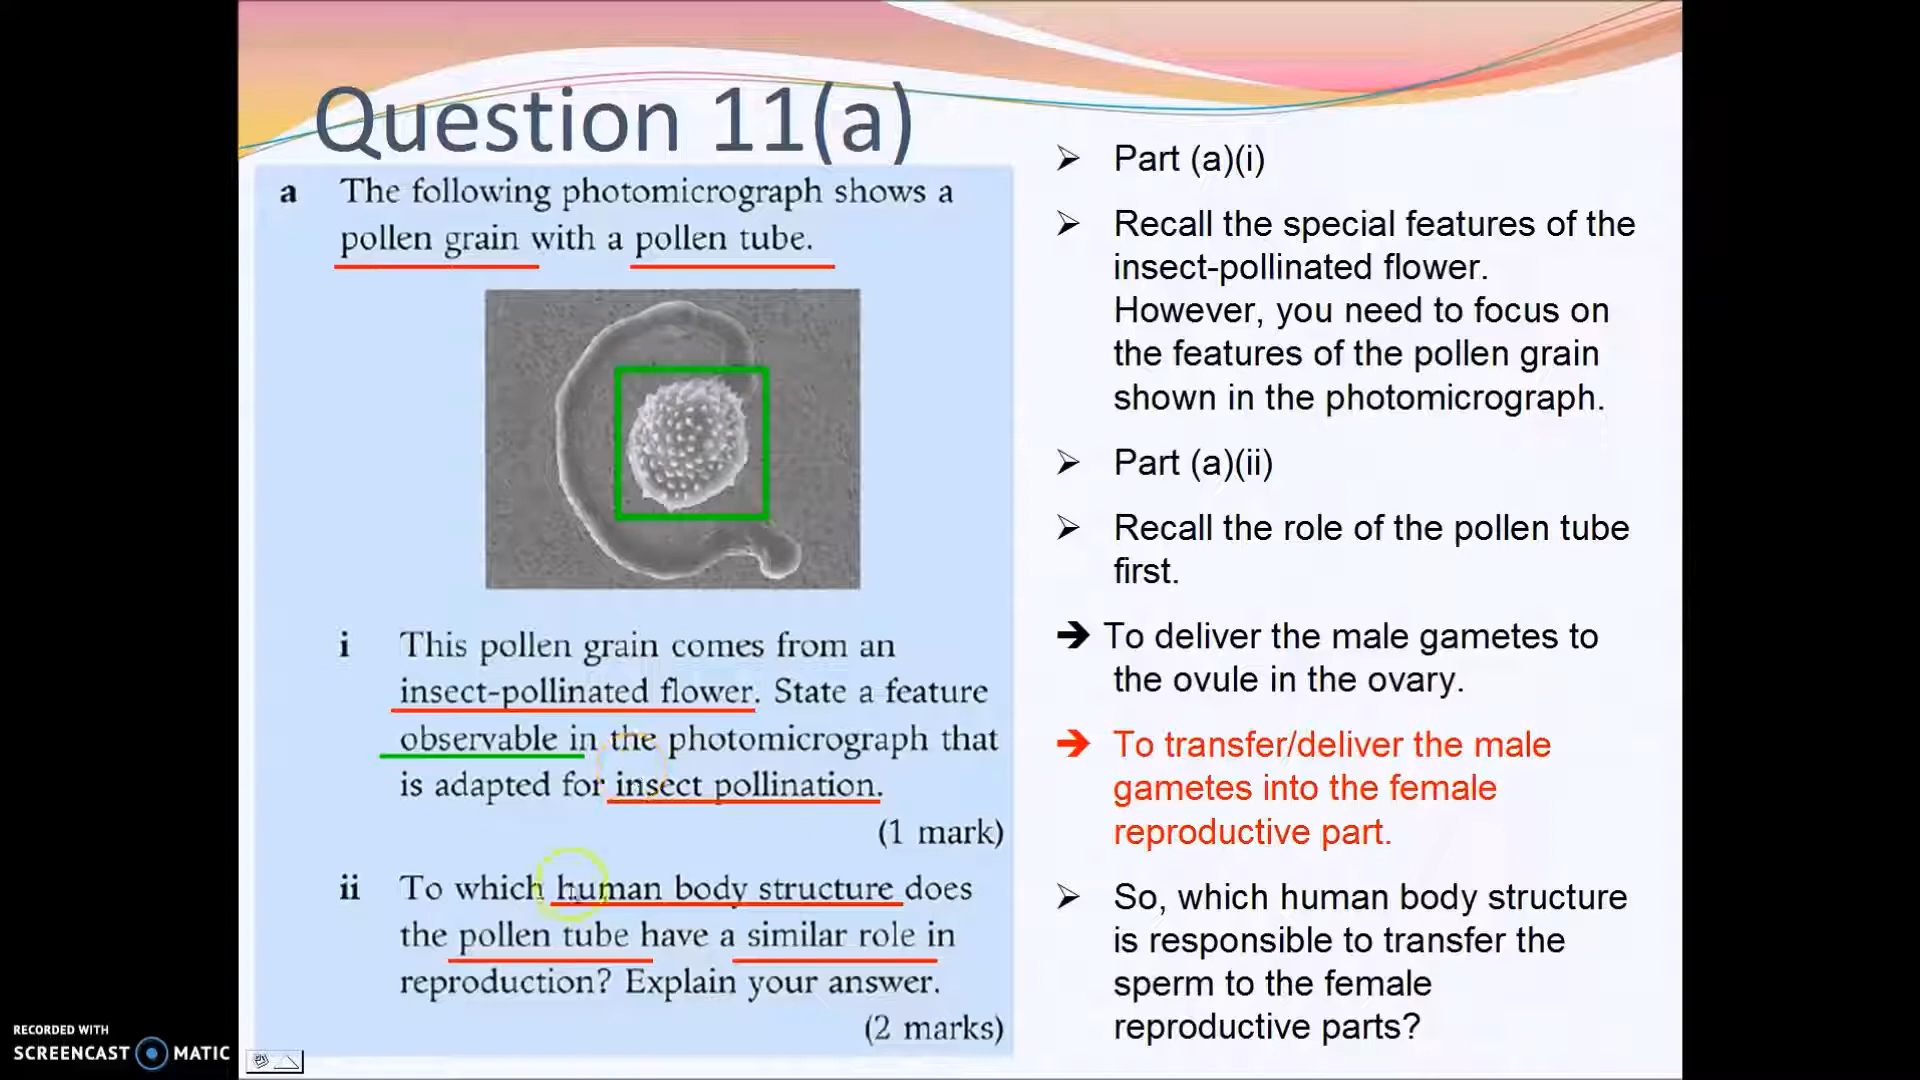 Question 11(a)
a The following photomicrograph shows a
pollen grain with a pollen tube.
i This pollen grain comes from an
insect-pollinated flower. State a feature
observable in the photomicrograph that
is adapted for insect pollination.
(1 mark)
ii To which human body structure does
the pollen tube have a similar role in
reproduction? Explain your answer.
(2 marks)
➢ Part (a)(i)
➢ Recall the special features of the
insect-pollinated flower.
However, you need to focus on
the features of the pollen grain
shown in the photomicrograph.
➢ Part (a)(ii)
➢ Recall the role of the pollen tube
first.
➔ To deliver the male gametes to
the ovule in the ovary.
➔ To transfer/deliver the male
gametes into the female
reproductive part.
➢ So, which human body structure
is responsible to transfer the
sperm to the female
reproductive parts?
RECORDED WITH
SCREENCAST MATIC